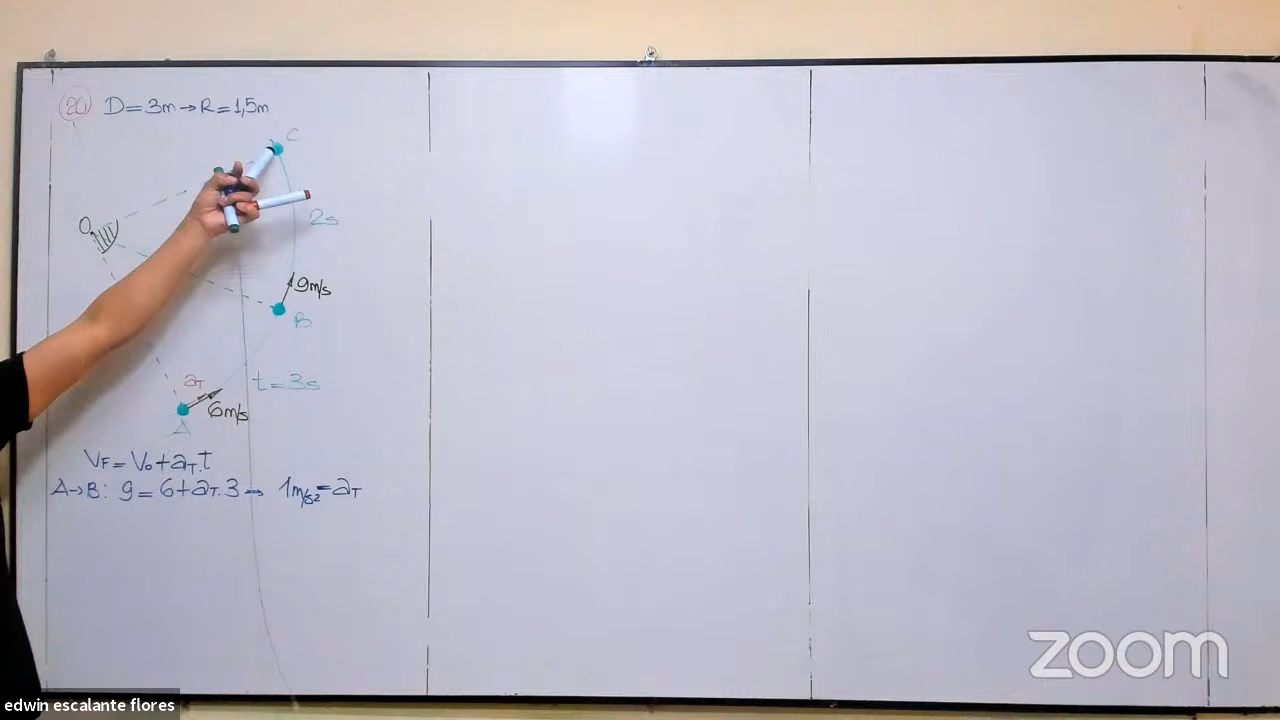 20 D=3m→R=1,5m
C
O
2s
9m/s
B
aT
t=3s
6m/s
A
VF=Vo+aT.t
A→B: 9=6+aT.3⇒ 1m/s2=aT
zoom
edwin escalante flores